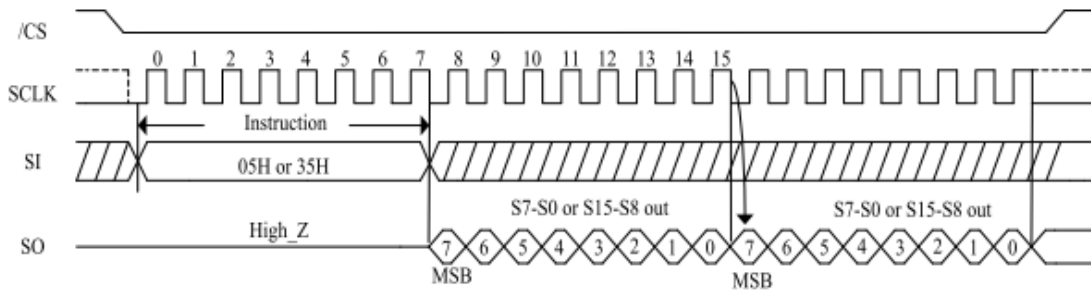 /CS
0 1 2 3 4 5 6 7 8 9 10 11 12 13 14 15
SCLK
Instruction
SI
05H or 35H
S7-S0 or S15-S8 out S7-S0 or S15-S8 out
High_Z
SO
7 6 5 4 3 2 1 0 7 6 5 4 3 2 1 0
MSB MSB